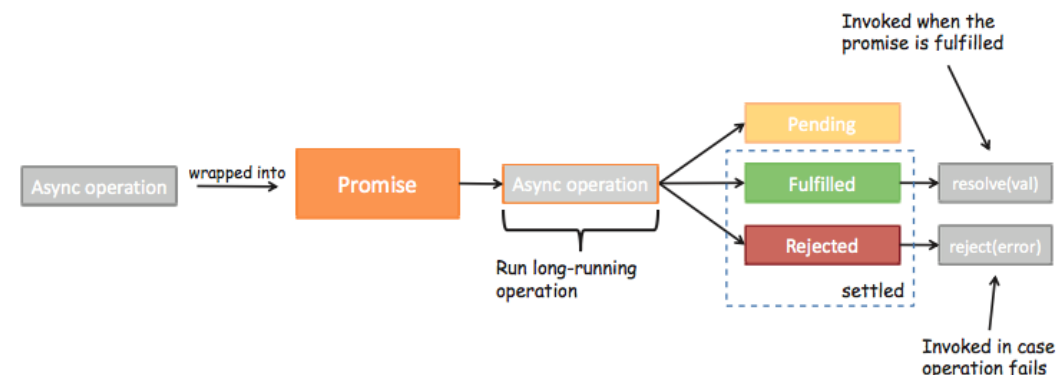 Invoked when the
promise is fulfilled
Pending
Async operation
wrapped into
Promise
Async operation
Fulfilled
resolve(val)
Rejected
reject(error)
Run long-running
operation
settled
Invoked in case
operation fails